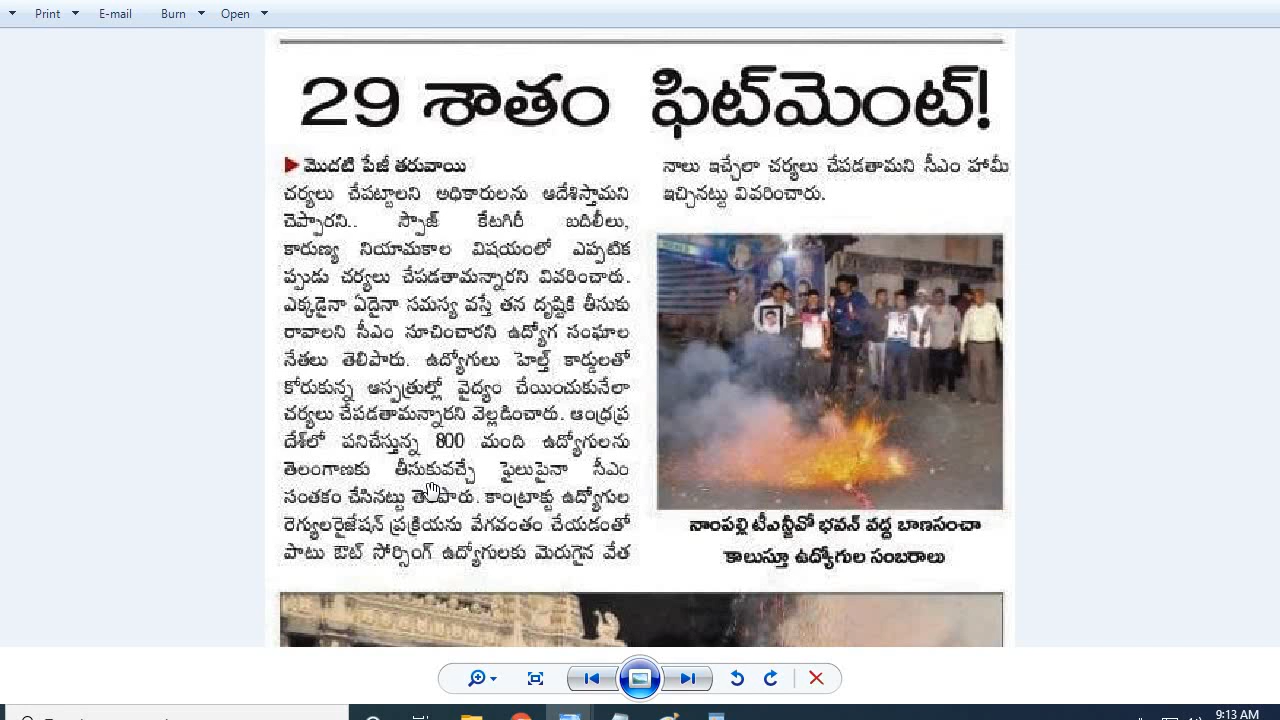 Print
E-mail
Burn
Open
29 శాతం ఫిట్‌మెంట్!
మొదటి పేజీ తరువాయి
చర్యలు చేపట్టాలని అధికారులను ఆదేశిస్తామని
చెప్పారని.. స్పౌజ్ కేటగిరీ బదిలీలు,
కారుణ్య నియామకాల విషయంలో ఎప్పటిక
ప్పుడు చర్యలు చేపడతామన్నారని వివరించారు.
ఎక్కడైనా ఏదైనా సమస్య వస్తే తన దృష్టికి తీసుకు
రావాలని సీఎం సూచించారని ఉద్యోగ సంఘాల
నేతలు తెలిపారు. ఉద్యోగులు హెల్త్ కార్డులతో
కోరుకున్న ఆస్పత్రుల్లో వైద్యం చేయించుకునేలా
చర్యలు చేపడతామన్నారని వెల్లడించారు. ఆంధ్రప్ర
దేశ్‌లో పనిచేస్తున్న 800 మంది ఉద్యోగులను
తెలంగాణకు తీసుకువచ్చే ఫైలుపైనా సీఎం
సంతకం చేసినట్టు తెలిపారు. కాంట్రాక్టు ఉద్యోగుల
రెగ్యులరైజేషన్ ప్రక్రియను వేగవంతం చేయడంతో
పాటు ఔట్ సోర్సింగ్ ఉద్యోగులకు మెరుగైన వేత
నాలు ఇచ్చేలా చర్యలు చేపడతామని సీఎం హామీ
ఇచ్చినట్టు వివరించారు.
నాంపల్లి టీఎన్జీవో భవన్ వద్ద బాణసంచా
కాలుస్తూ ఉద్యోగుల సంబరాలు
9:13 AM